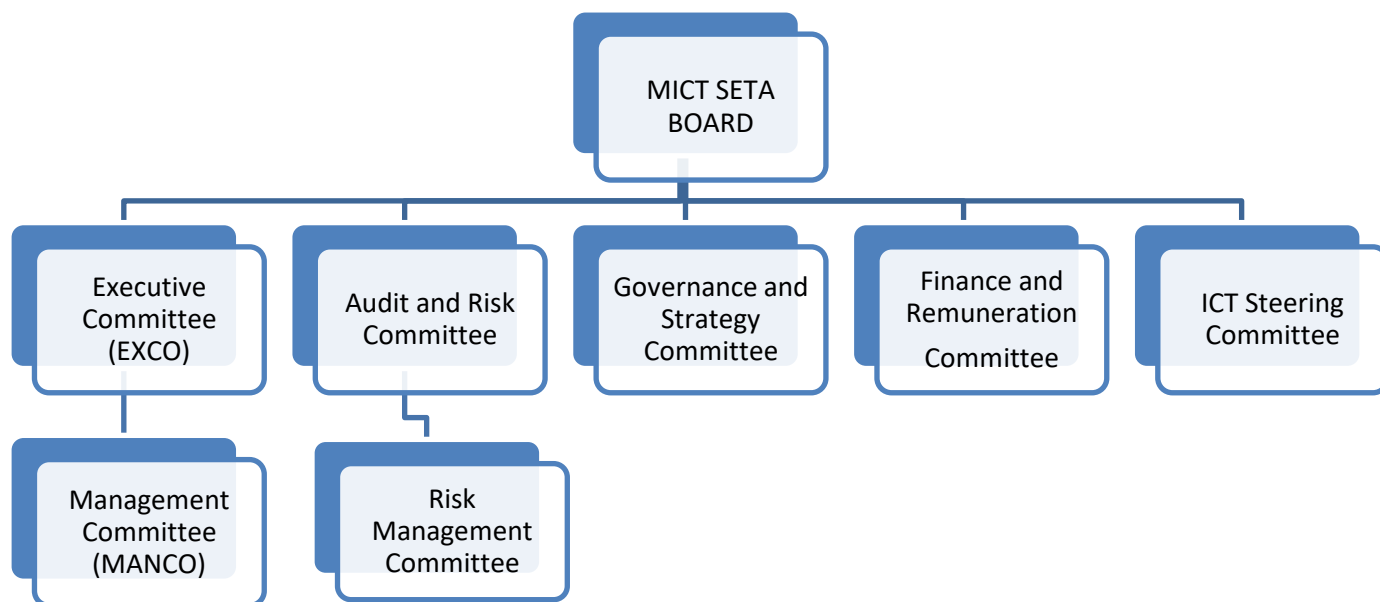 MICT SETA
BOARD
Executive
Committee
(EXCO)
Audit and Risk
Committee
Governance and
Strategy
Committee
Finance and
Remuneration
Committee
ICT Steering
Committee
Management
Committee
(MANCO)
Risk
Management
Committee